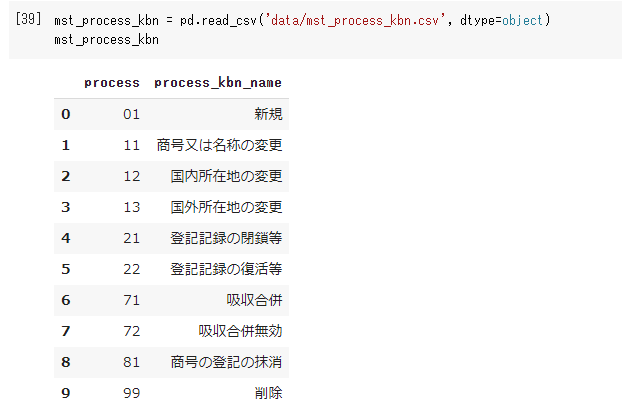 [39] mst_process_kbn = pd.read_csv('data/mst_process_kbn.csv', dtype=object)
mst_process_kbn
process process_kbn_name
0 01 新規
1 11 商号又は名称の変更
2 12 国内所在地の変更
3 13 国外所在地の変更
4 21 登記記録の閉鎖等
5 22 登記記録の復活等
6 71 吸収合併
7 72 吸収合併無効
8 81 商号の登記の抹消
9 99 削除